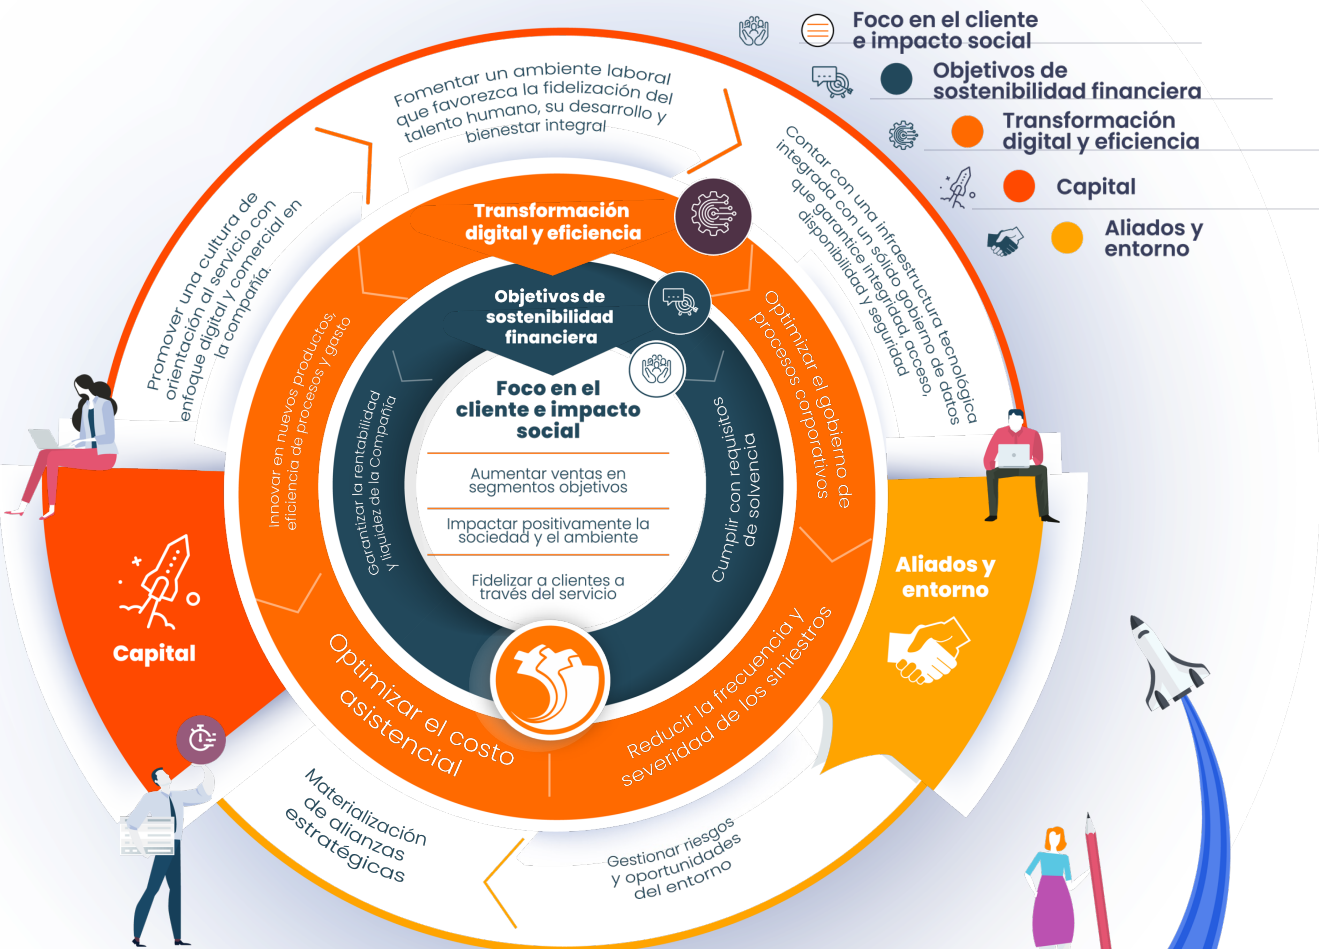 Foco en el cliente
e impacto social
Objetivos de
sostenibilidad financiera
Transformación
digital y eficiencia
Capital
Aliados y
entorno
Fomentar un ambiente laboral
que favorezca la fidelización del
talento humano, su desarrollo y
bienestar integral
Promover una cultura de
orientación al servicio con
enfoque digital y comercial en
la compañía.
Contar con una infraestructura tecnológica
integrada con un sólido gobierno de datos
que garantice integridad, acceso,
disponibilidad y seguridad
Transformación
digital y eficiencia
Innovar en nuevos productos,
eficiencia de procesos y gasto
Optimizar el gobierno de
procesos corporativos
Objetivos de
sostenibilidad
financiera
Garantizar la rentabilidad
y liquidez de la Compañía
Cumplir con requisitos
de solvencia
Foco en el
cliente e impacto
social
Aumentar ventas en
segmentos objetivos
Impactar positivamente la
sociedad y el ambiente
Fidelizar a clientes a
través del servicio
Capital
Aliados y
entorno
Optimizar el costo
asistencial
Reducir la frecuencia y
severidad de los siniestros
Materialización
de alianzas
estratégicas
Gestionar riesgos
y oportunidades
del entorno